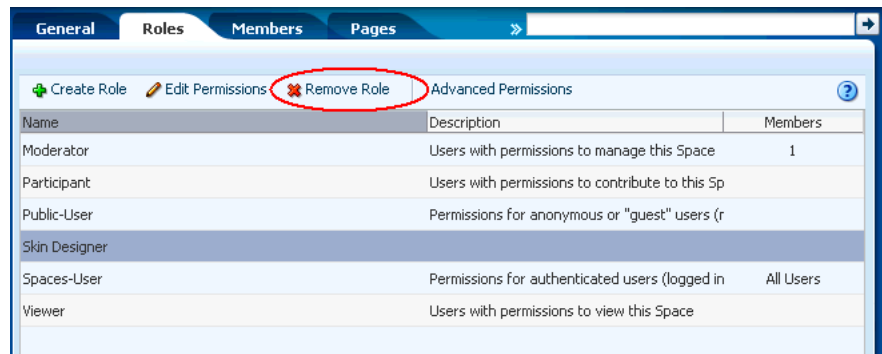 General Roles Members Pages »
Create Role Edit Permissions Remove Role Advanced Permissions ?
Name Description Members
Moderator Users with permissions to manage this Space 1
Participant Users with permissions to contribute to this Sp
Public-User Permissions for anonymous or "guest" users (r
Skin Designer
Spaces-User Permissions for authenticated users (logged in All Users
Viewer Users with permissions to view this Space